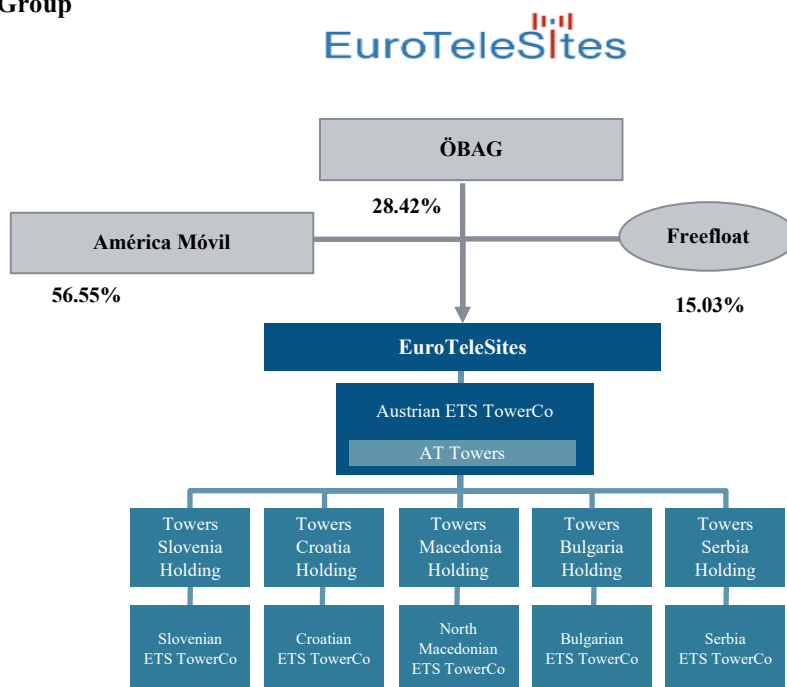 Group
EuroTeleSites
ÖBAG
28.42%
América Móvil
Freefloat
56.55%
15.03%
EuroTeleSites
Austrian ETS TowerCo
AT Towers
Towers
Slovenia
Holding
Towers
Croatia
Holding
Towers
Macedonia
Holding
Towers
Bulgaria
Holding
Towers
Serbia
Holding
Slovenian
ETS TowerCo
Croatian
ETS TowerCo
North
Macedonian
ETS TowerCo
Bulgarian
ETS TowerCo
Serbia
ETS TowerCo